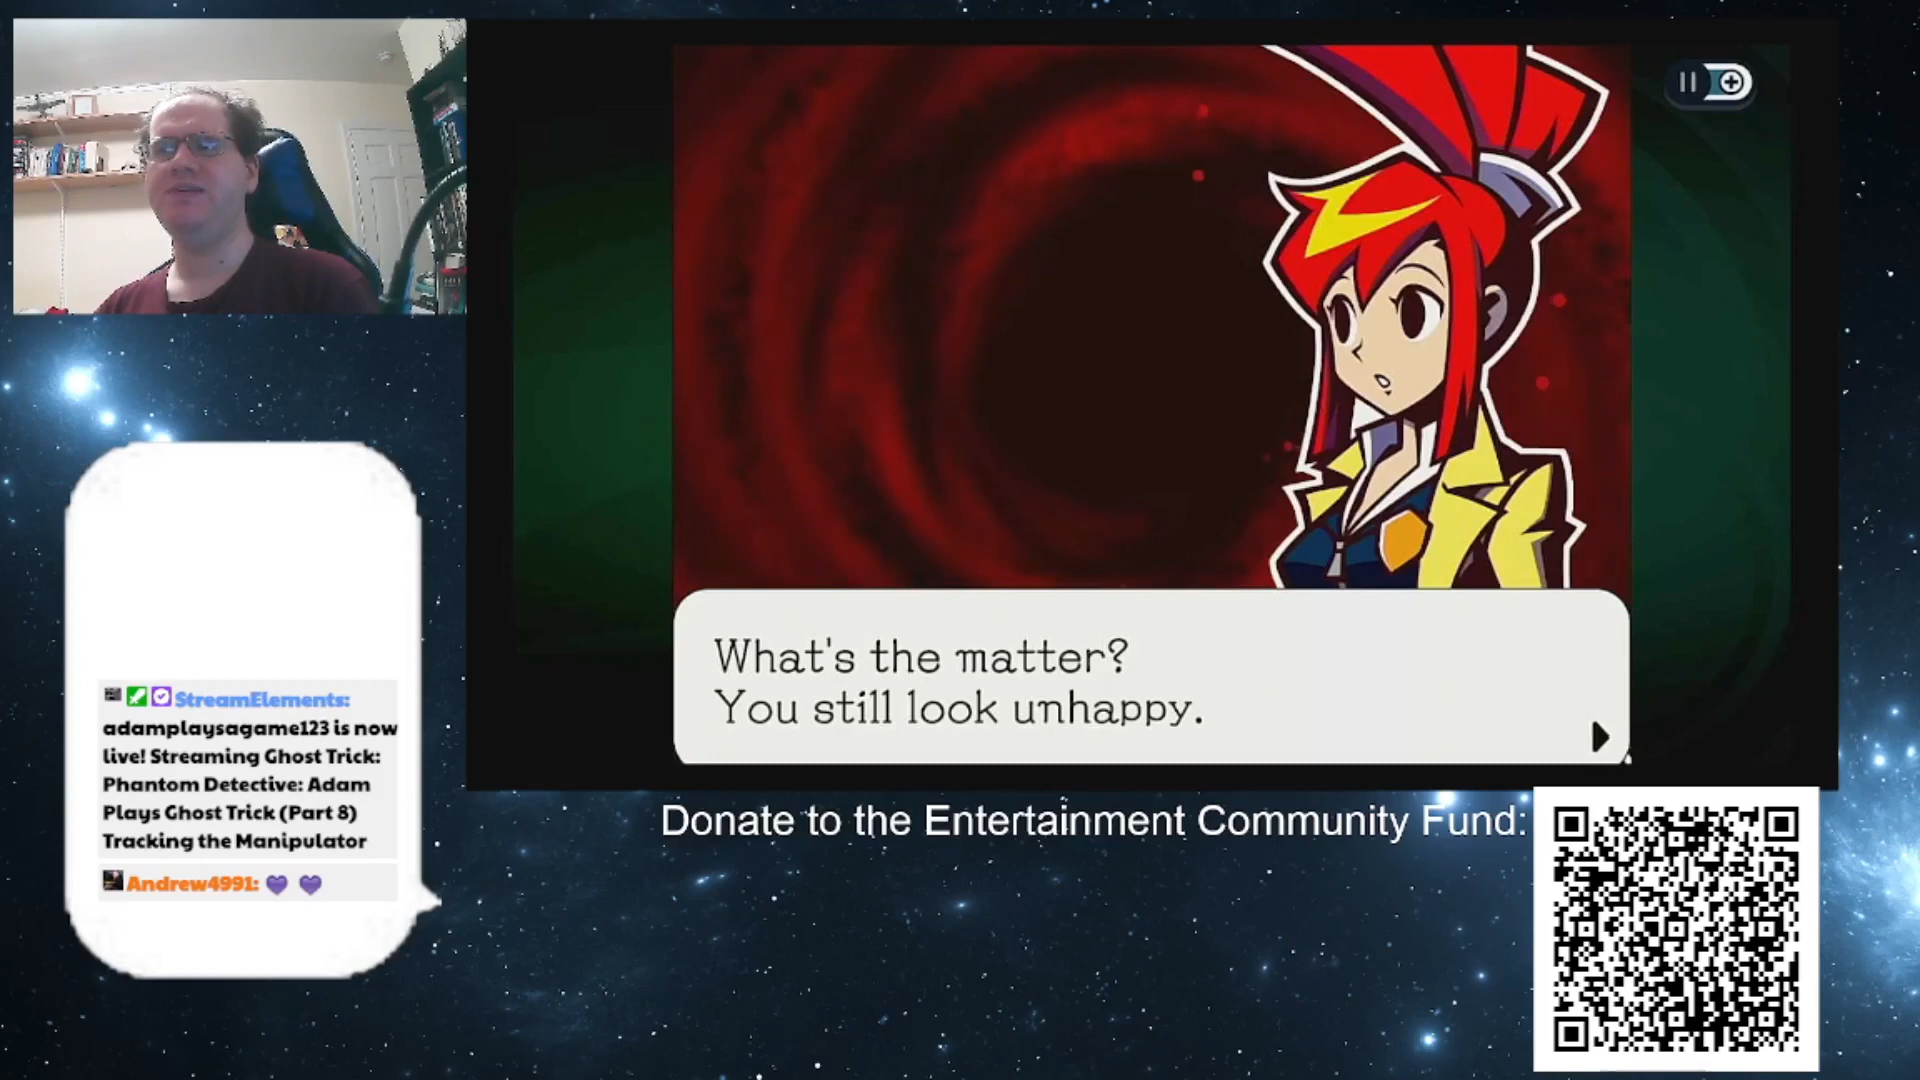 What's the matter?
You still look unhappy.
StreamElements:
adamplaysagame123 is now
live! Streaming Ghost Trick:
Phantom Detective: Adam
Plays Ghost Trick (Part 8)
Tracking the Manipulator
Andrew4991: 💜 💜
Donate to the Entertainment Community Fund: